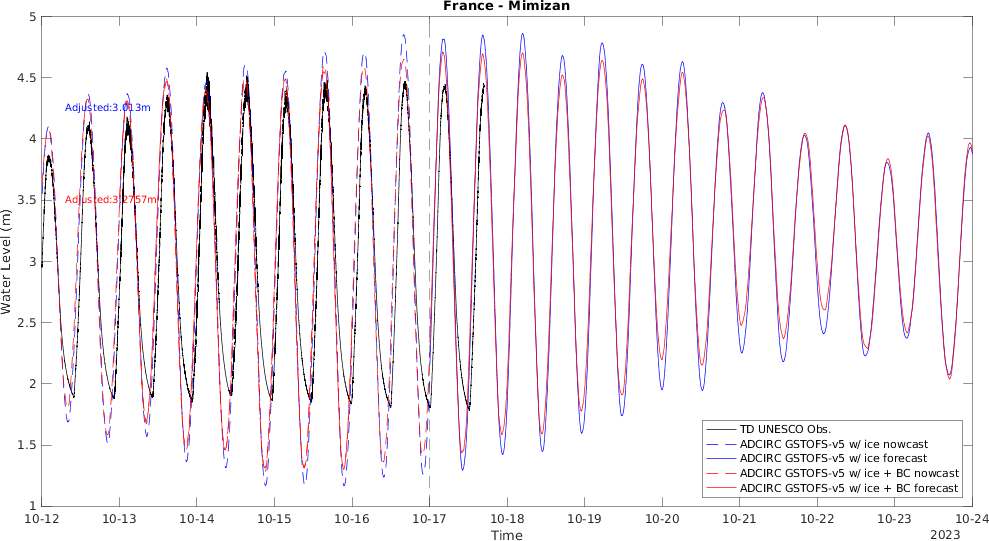 France - Mimizan
5
4.5
4
3.5
3
2.5
2
1.5
1
Water Level (m)
Adjusted:3.013m
Adjusted:3.2757m
TD UNESCO Obs.
ADCIRC GSTOFS-v5 w/ ice nowcast
ADCIRC GSTOFS-v5 w/ ice forecast
ADCIRC GSTOFS-v5 w/ ice + BC nowcast
ADCIRC GSTOFS-v5 w/ ice + BC forecast
10-12 10-13 10-14 10-15 10-16 10-17 10-18 10-19 10-20 10-21 10-22 10-23 10-24
Time
2023